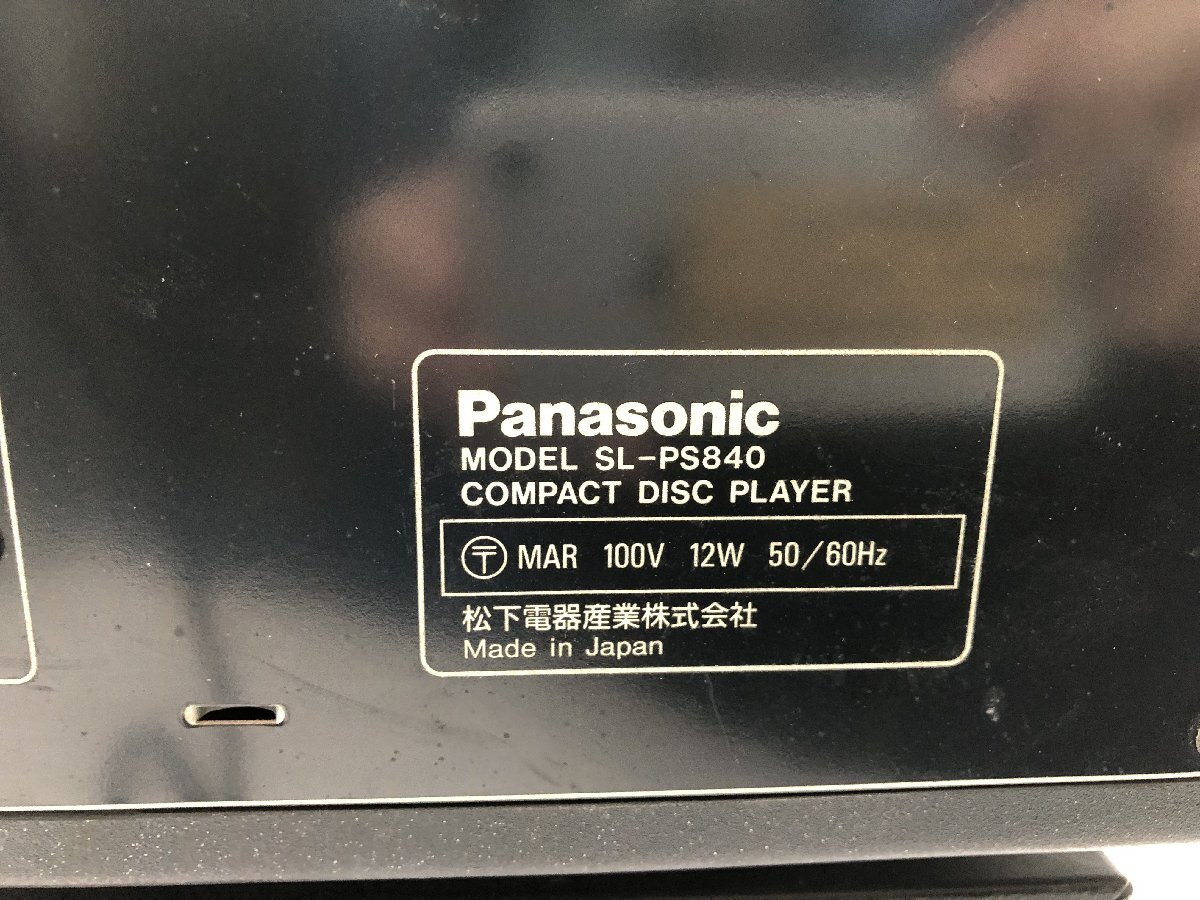 Panasonic
MODEL SL-PS840
COMPACT DISC PLAYER
〒 MAR 100V 12W 50/60Hz
松下電器産業株式会社
Made in Japan